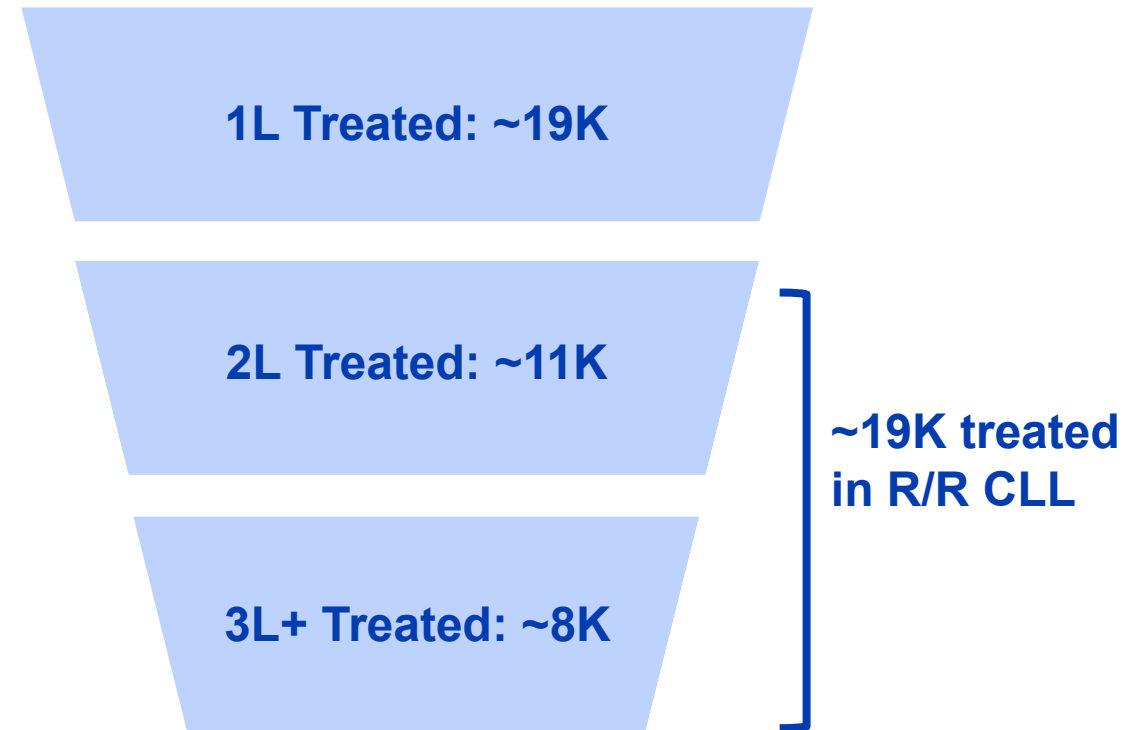 1L Treated: ~19K
2L Treated: ~11K
~19K treated
in R/R CLL
3L+ Treated: ~8K